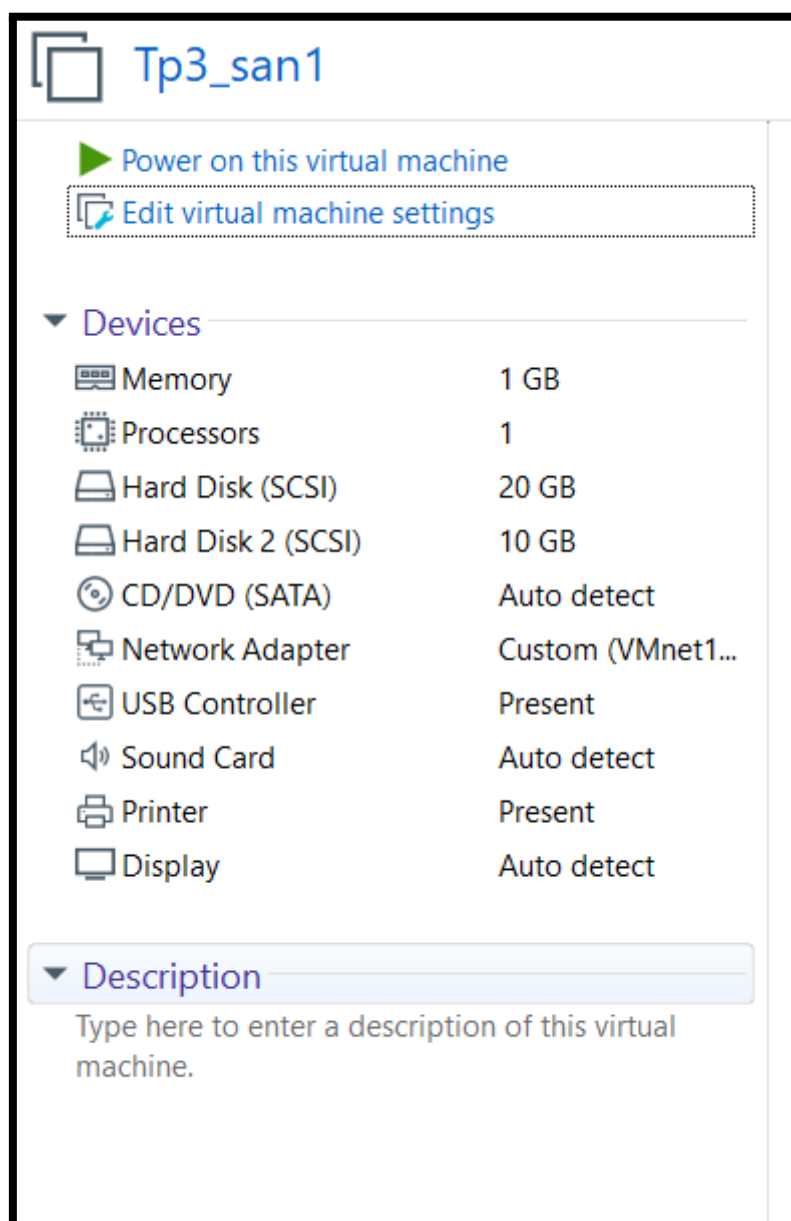 Tp3_san1
Power on this virtual machine
Edit virtual machine settings
Devices
Memory 1 GB
Processors 1
Hard Disk (SCSI) 20 GB
Hard Disk 2 (SCSI) 10 GB
CD/DVD (SATA) Auto detect
Network Adapter Custom (VMnet1...
USB Controller Present
Sound Card Auto detect
Printer Present
Display Auto detect
Description
Type here to enter a description of this virtual
machine.